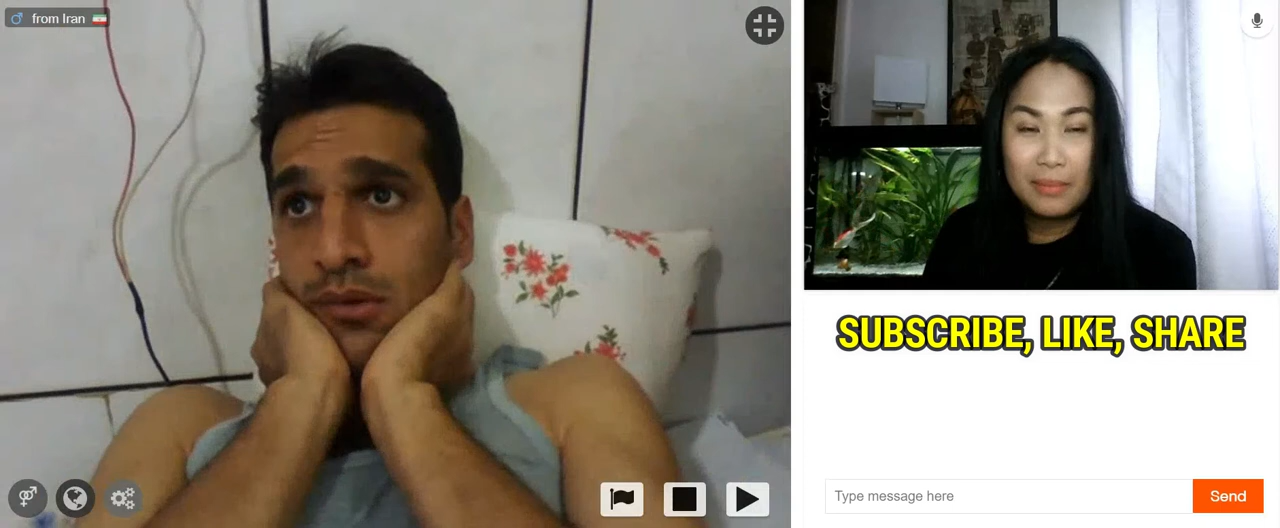 from Iran
SUBSCRIBE, LIKE, SHARE
Type message here
Send